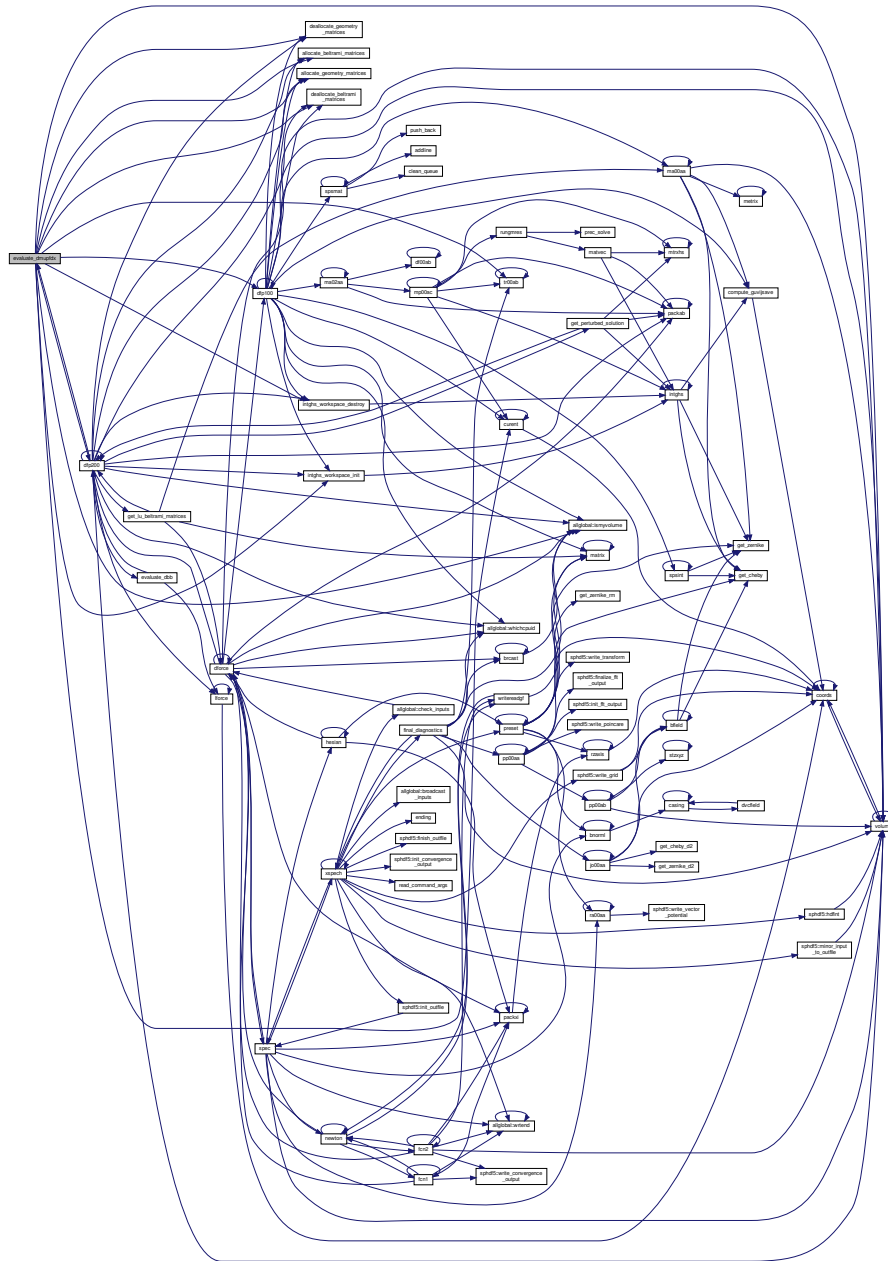 deallocate_geometry
_matrices
allocate_beltrami_matrices
allocate_geometry_matrices
deallocate_beltrami
_matrices
push_back
addline
clean_queue
spsmat
ma00aa
metrix
evaluate_dmupfdx
rungmres
prec_solve
matvec
mtrxhs
df00ab
ma02aa
mp00ac
tr00ab
dfp100
compute_guvijsave
packab
get_perturbed_solution
intghs_workspace_destroy
intghs
curent
dfp200
intghs_workspace_init
get_lu_beltrami_matrices
allglobal::ismyvolume
matrix
get_zernike
evaluate_dbb
spsint
get_cheby
get_zernike_rm
allglobal::whichcpuid
brcast
dforce
lforce
sphdf5::write_transform
sphdf5::finalize_flt
_output
coords
writereadgf
allglobal::check_inputs
sphdf5::init_flt_output
sphdf5::write_poincare
final_diagnostics
preset
bfield
hesian
rzaxis
pp00aa
stzxyz
sphdf5::write_grid
allglobal::broadcast
_inputs
pp00ab
casing
dvcfield
ending
bnorml
volume
sphdf5::finish_outfile
get_cheby_d2
sphdf5::init_convergence
_output
jo00aa
get_zernike_d2
xspech
read_command_args
ra00aa
sphdf5::write_vector
_potential
sphdf5::hdfint
sphdf5::mirror_input
_to_outfile
sphdf5::init_outfile
packxi
spec
allglobal::wrtend
newton
fcn2
fcn1
sphdf5::write_convergence
_output